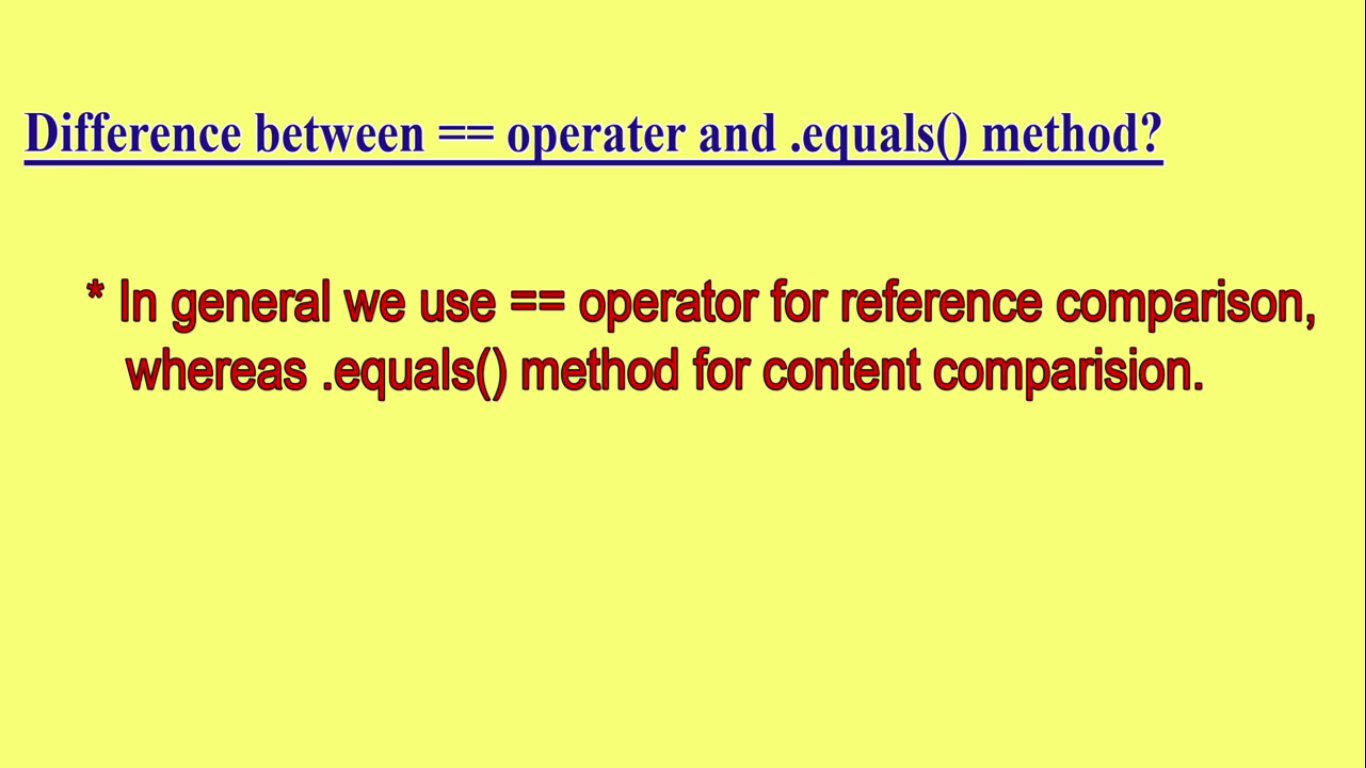 Difference between == operater and .equals() method?
* In general we use == operator for reference comparison,
whereas .equals() method for content comparision.